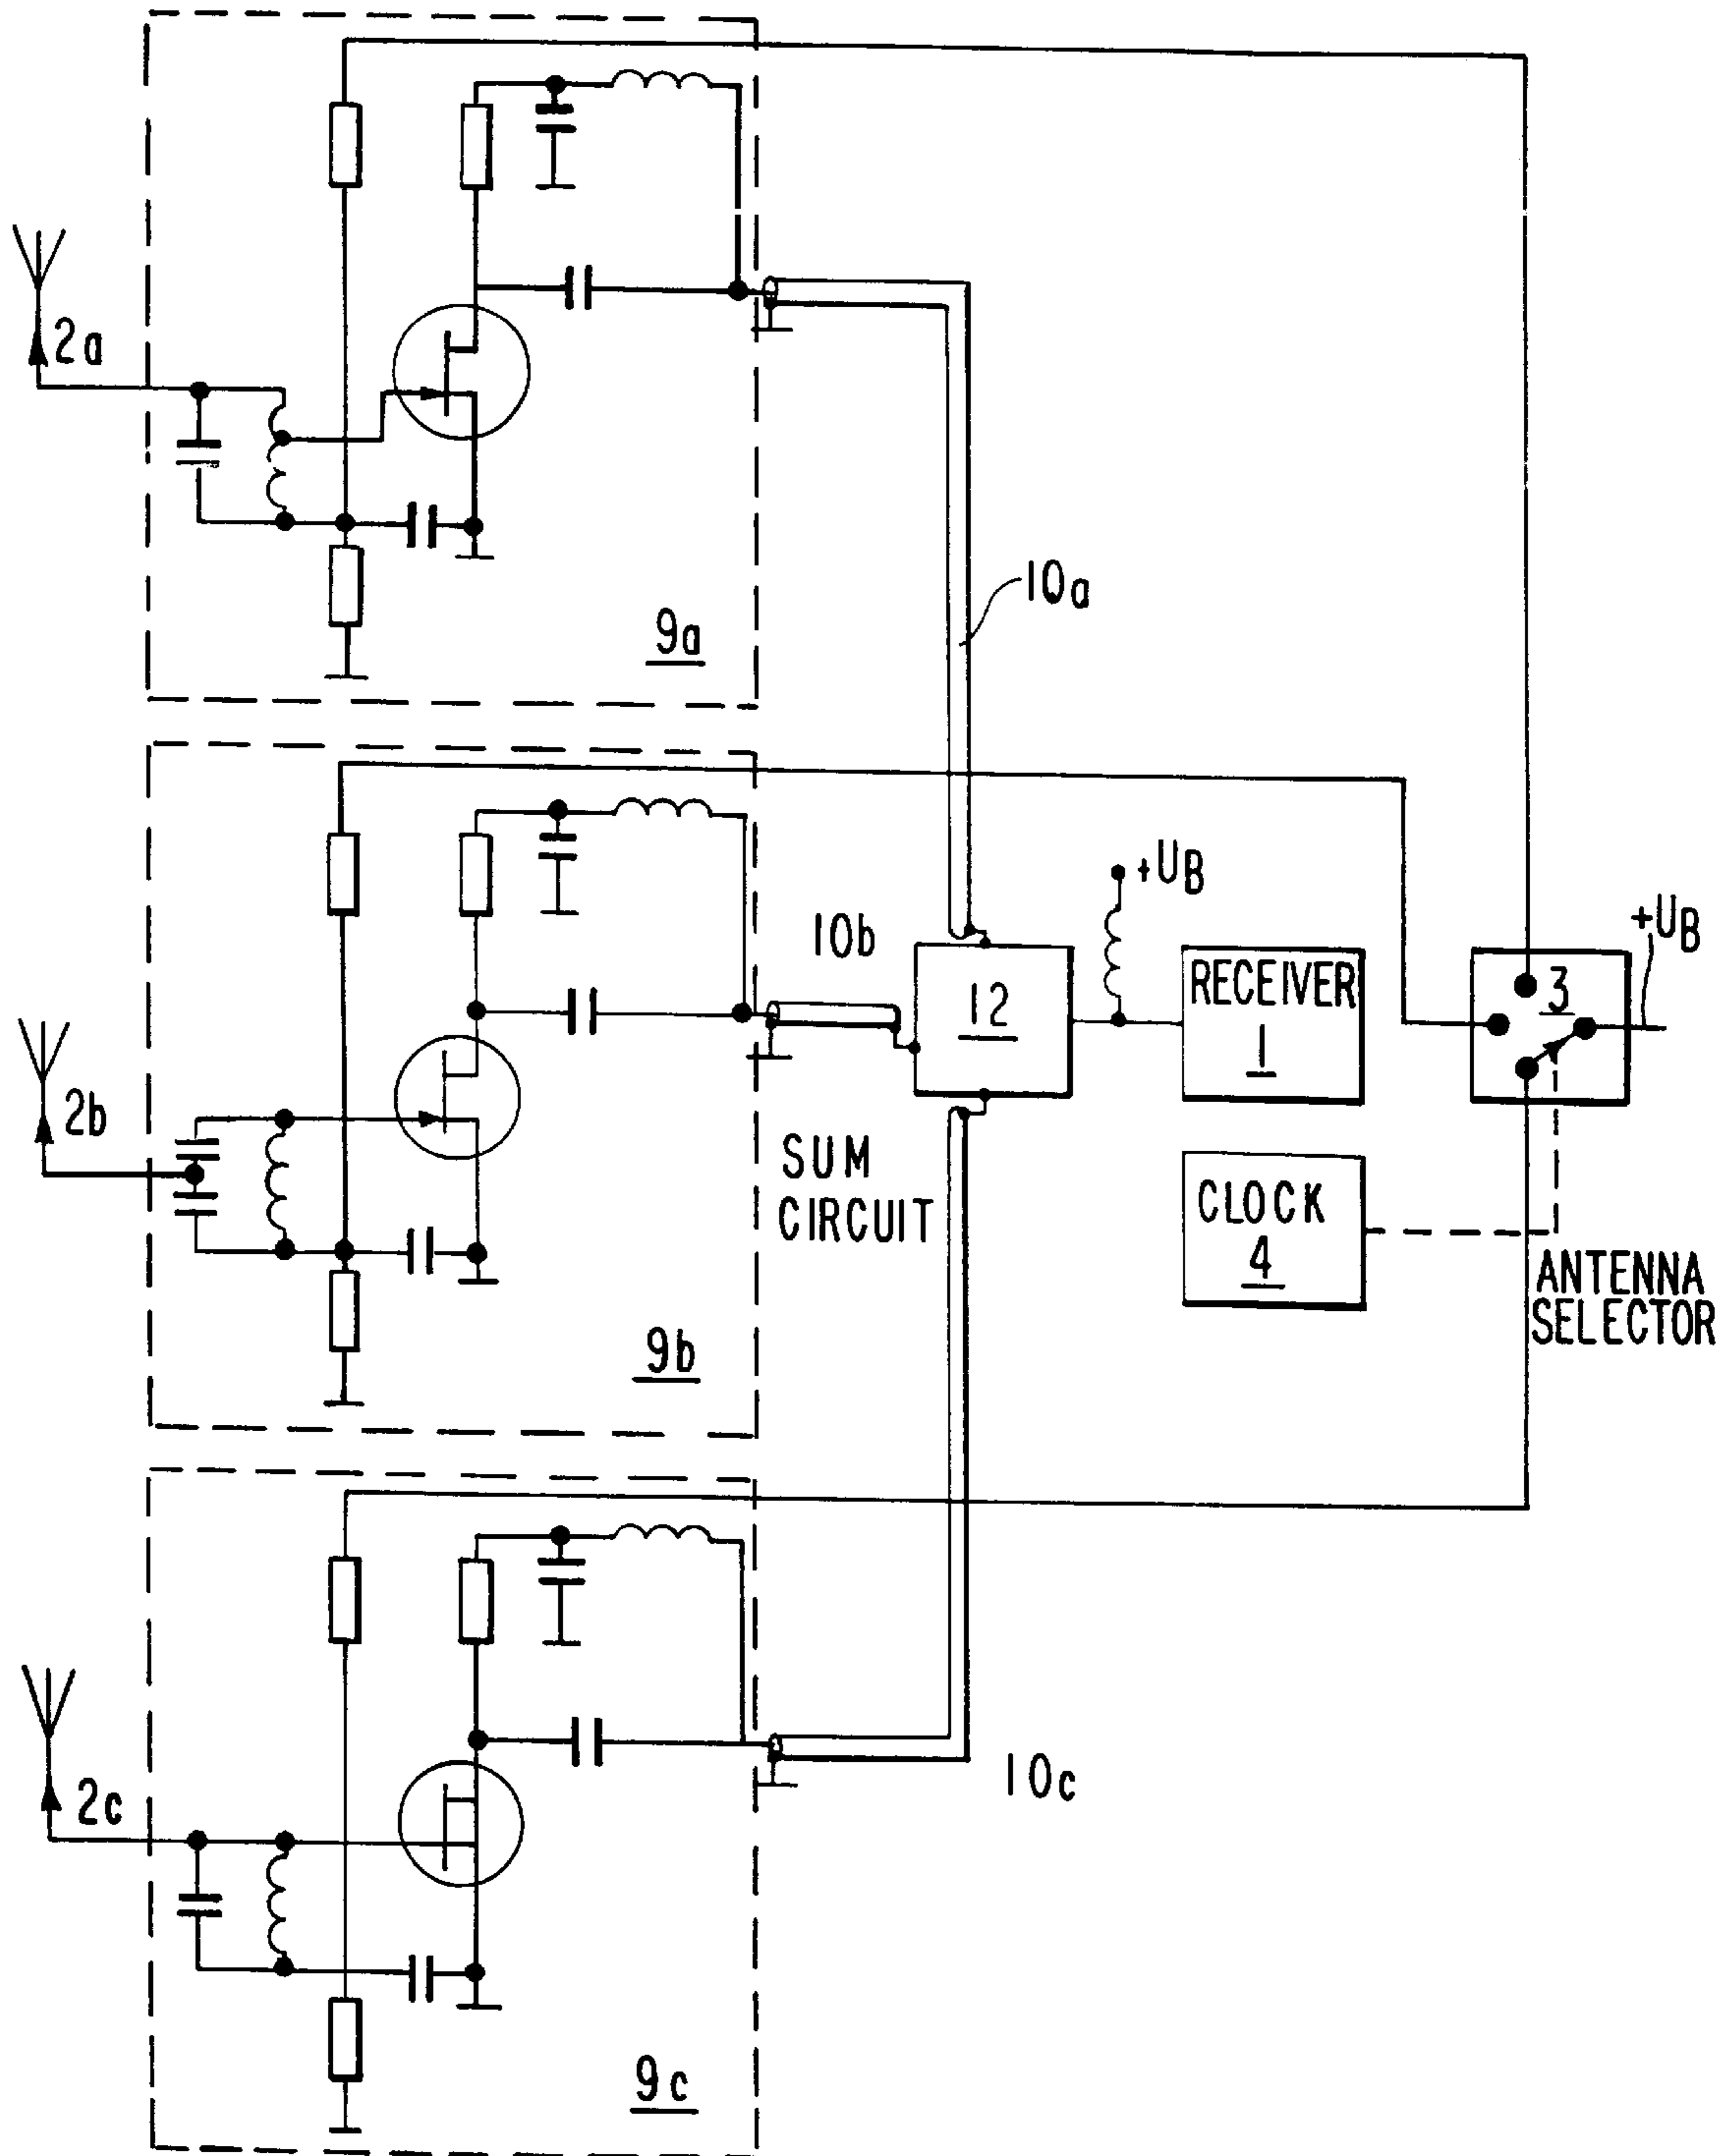 2a
9a
10a
+UB
+UB
10b
12
RECEIVER
1
3
2b
SUM
CIRCUIT
CLOCK
4
ANTENNA
SELECTOR
9b
10c
2c
9c